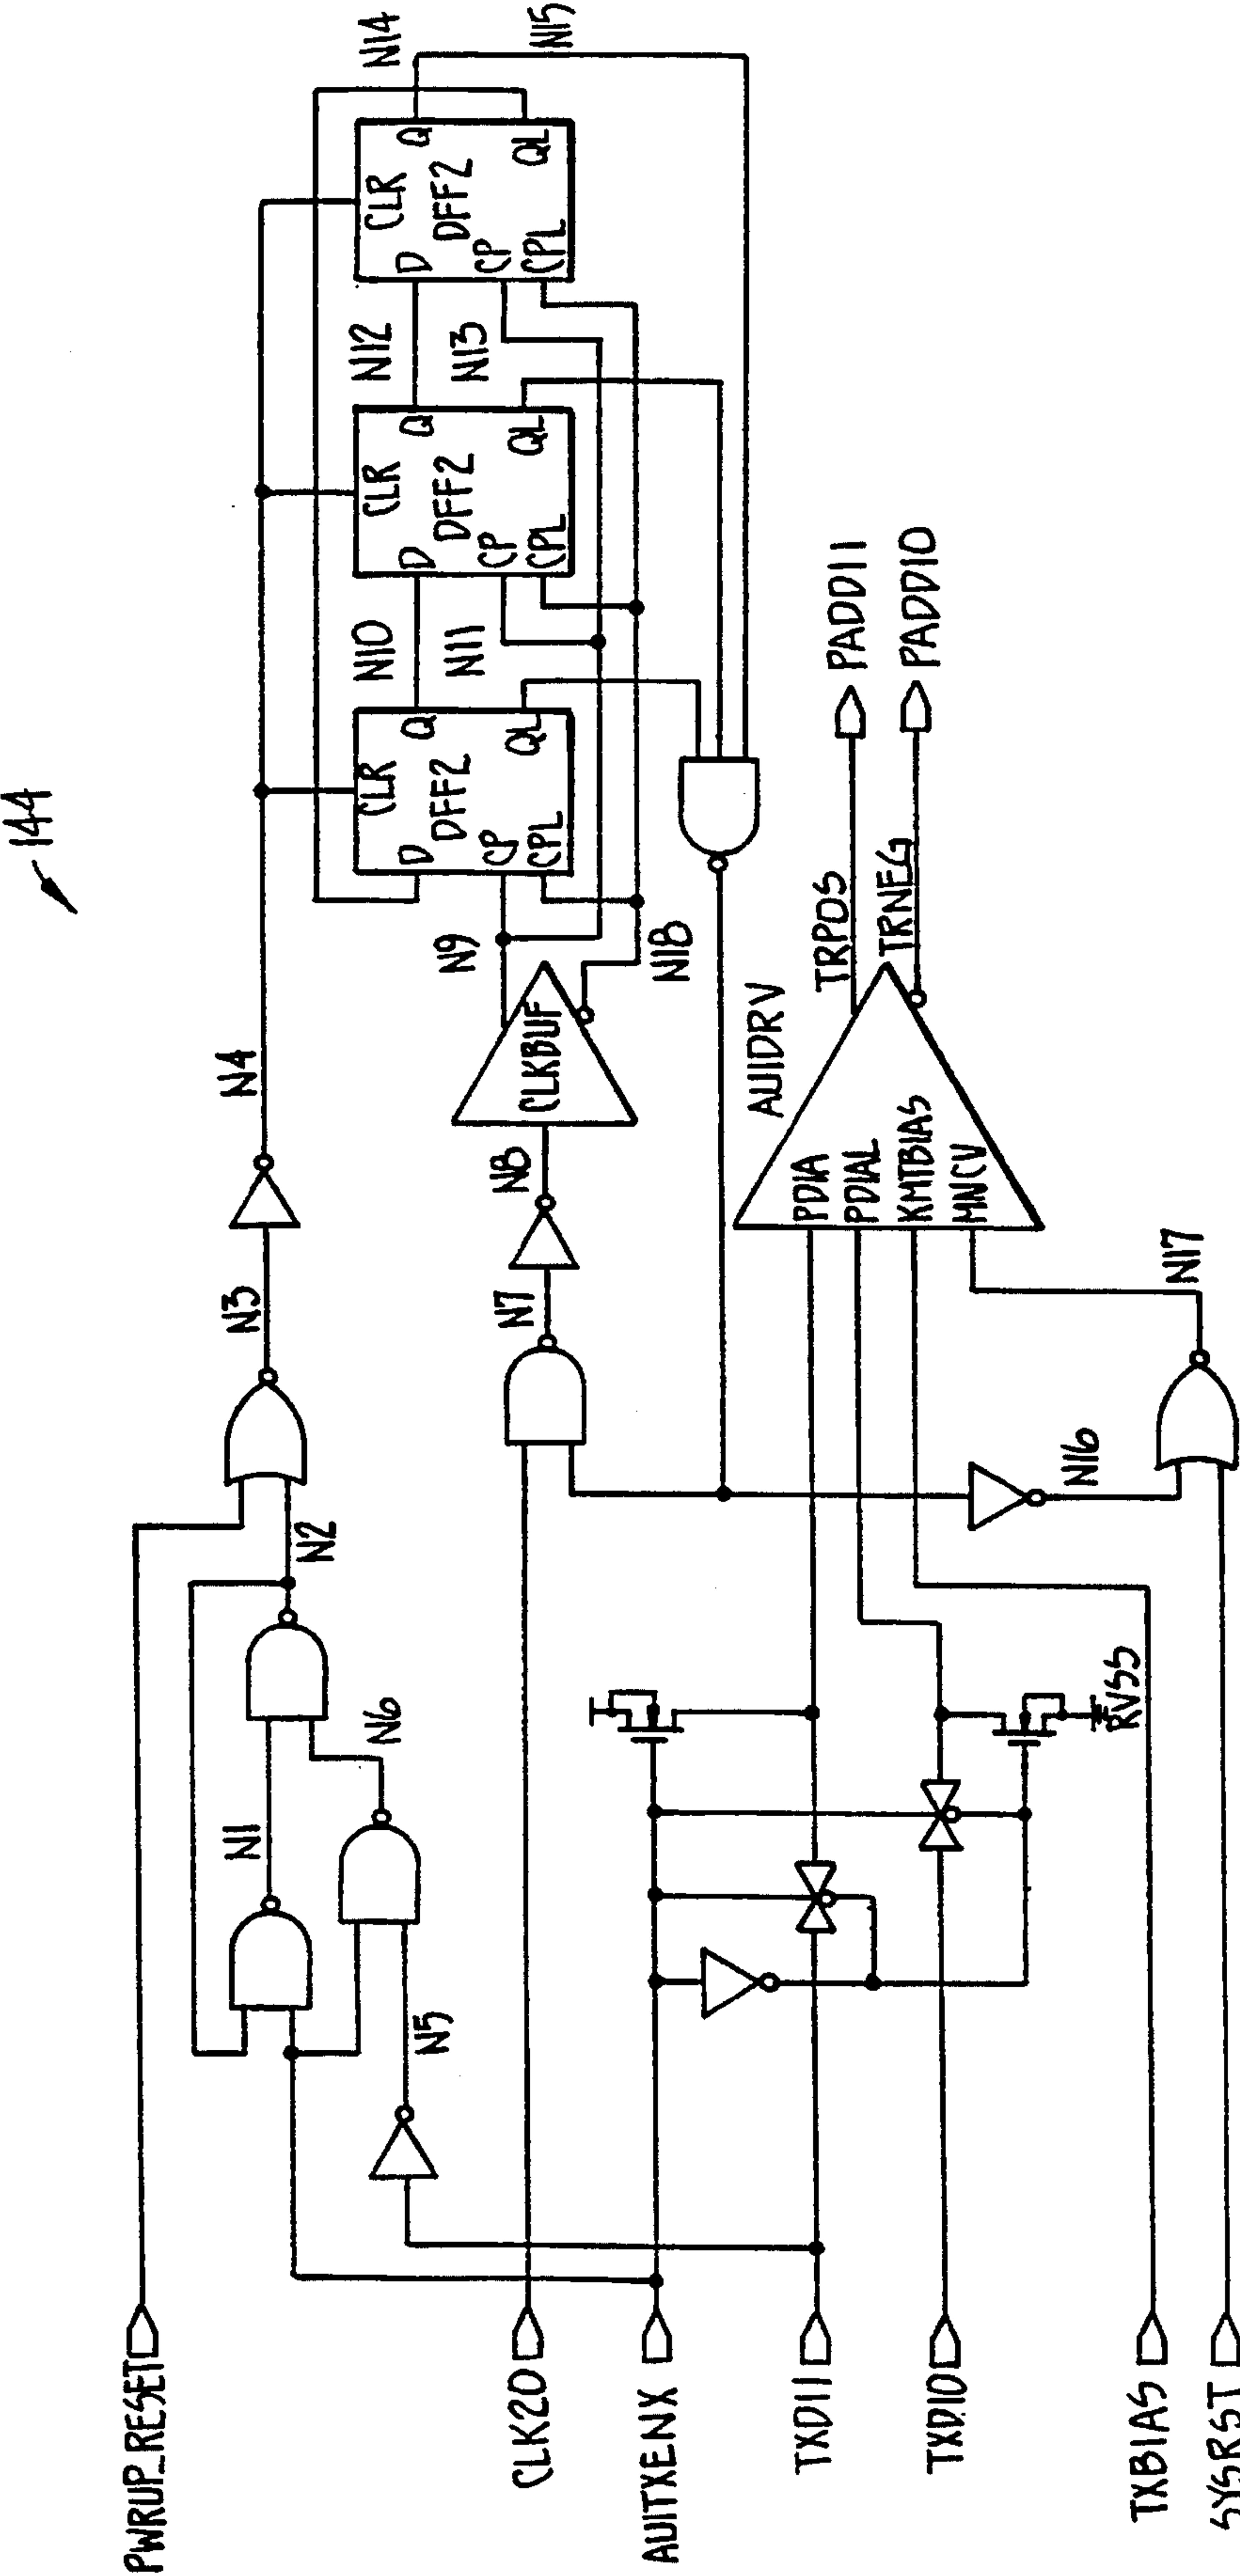 144
PWRUP_RESET
N1
N2
N3
N4
N5
N6
CLK20
N7
N8
CLKBUF
N9
N18
CLR
D
Q
DFF2
CP
CPL
QL
N10
N11
CLR
D
Q
DFF2
CP
CPL
QL
N12
N13
CLR
D
Q
DFF2
CP
CPL
QL
N14
N15
AUITXENX
TXD11
TXD10
RVSS
TXBIAS
SYSRST
N16
N17
AUIDRV
PDIA
PDIAL
KMTBIAS
MNCV
TRPOS
TRNEG
PADD11
PADD10